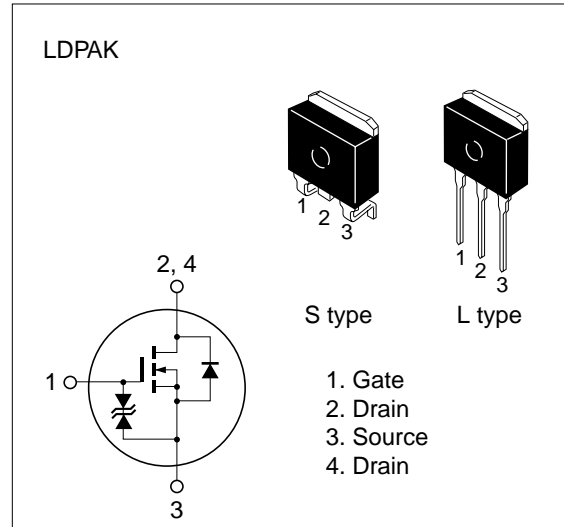 LDPAK
1 2 3
1 2 3
S type
L type
2, 4
1
3
1. Gate
2. Drain
3. Source
4. Drain